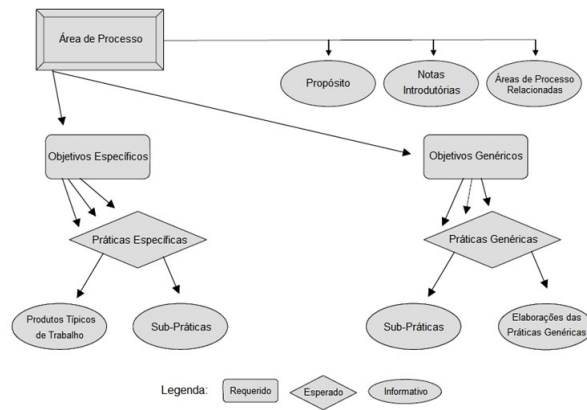 Área de Processo
Propósito
Notas
Introdutórias
Áreas de Processo
Relacionadas
Objetivos Específicos
Objetivos Genéricos
Práticas Específicas
Práticas Genéricas
Produtos Típicos
de Trabalho
Sub-Práticas
Sub-Práticas
Elaborações das
Práticas Genéricas
Legenda:
Requerido
Esperado
Informativo